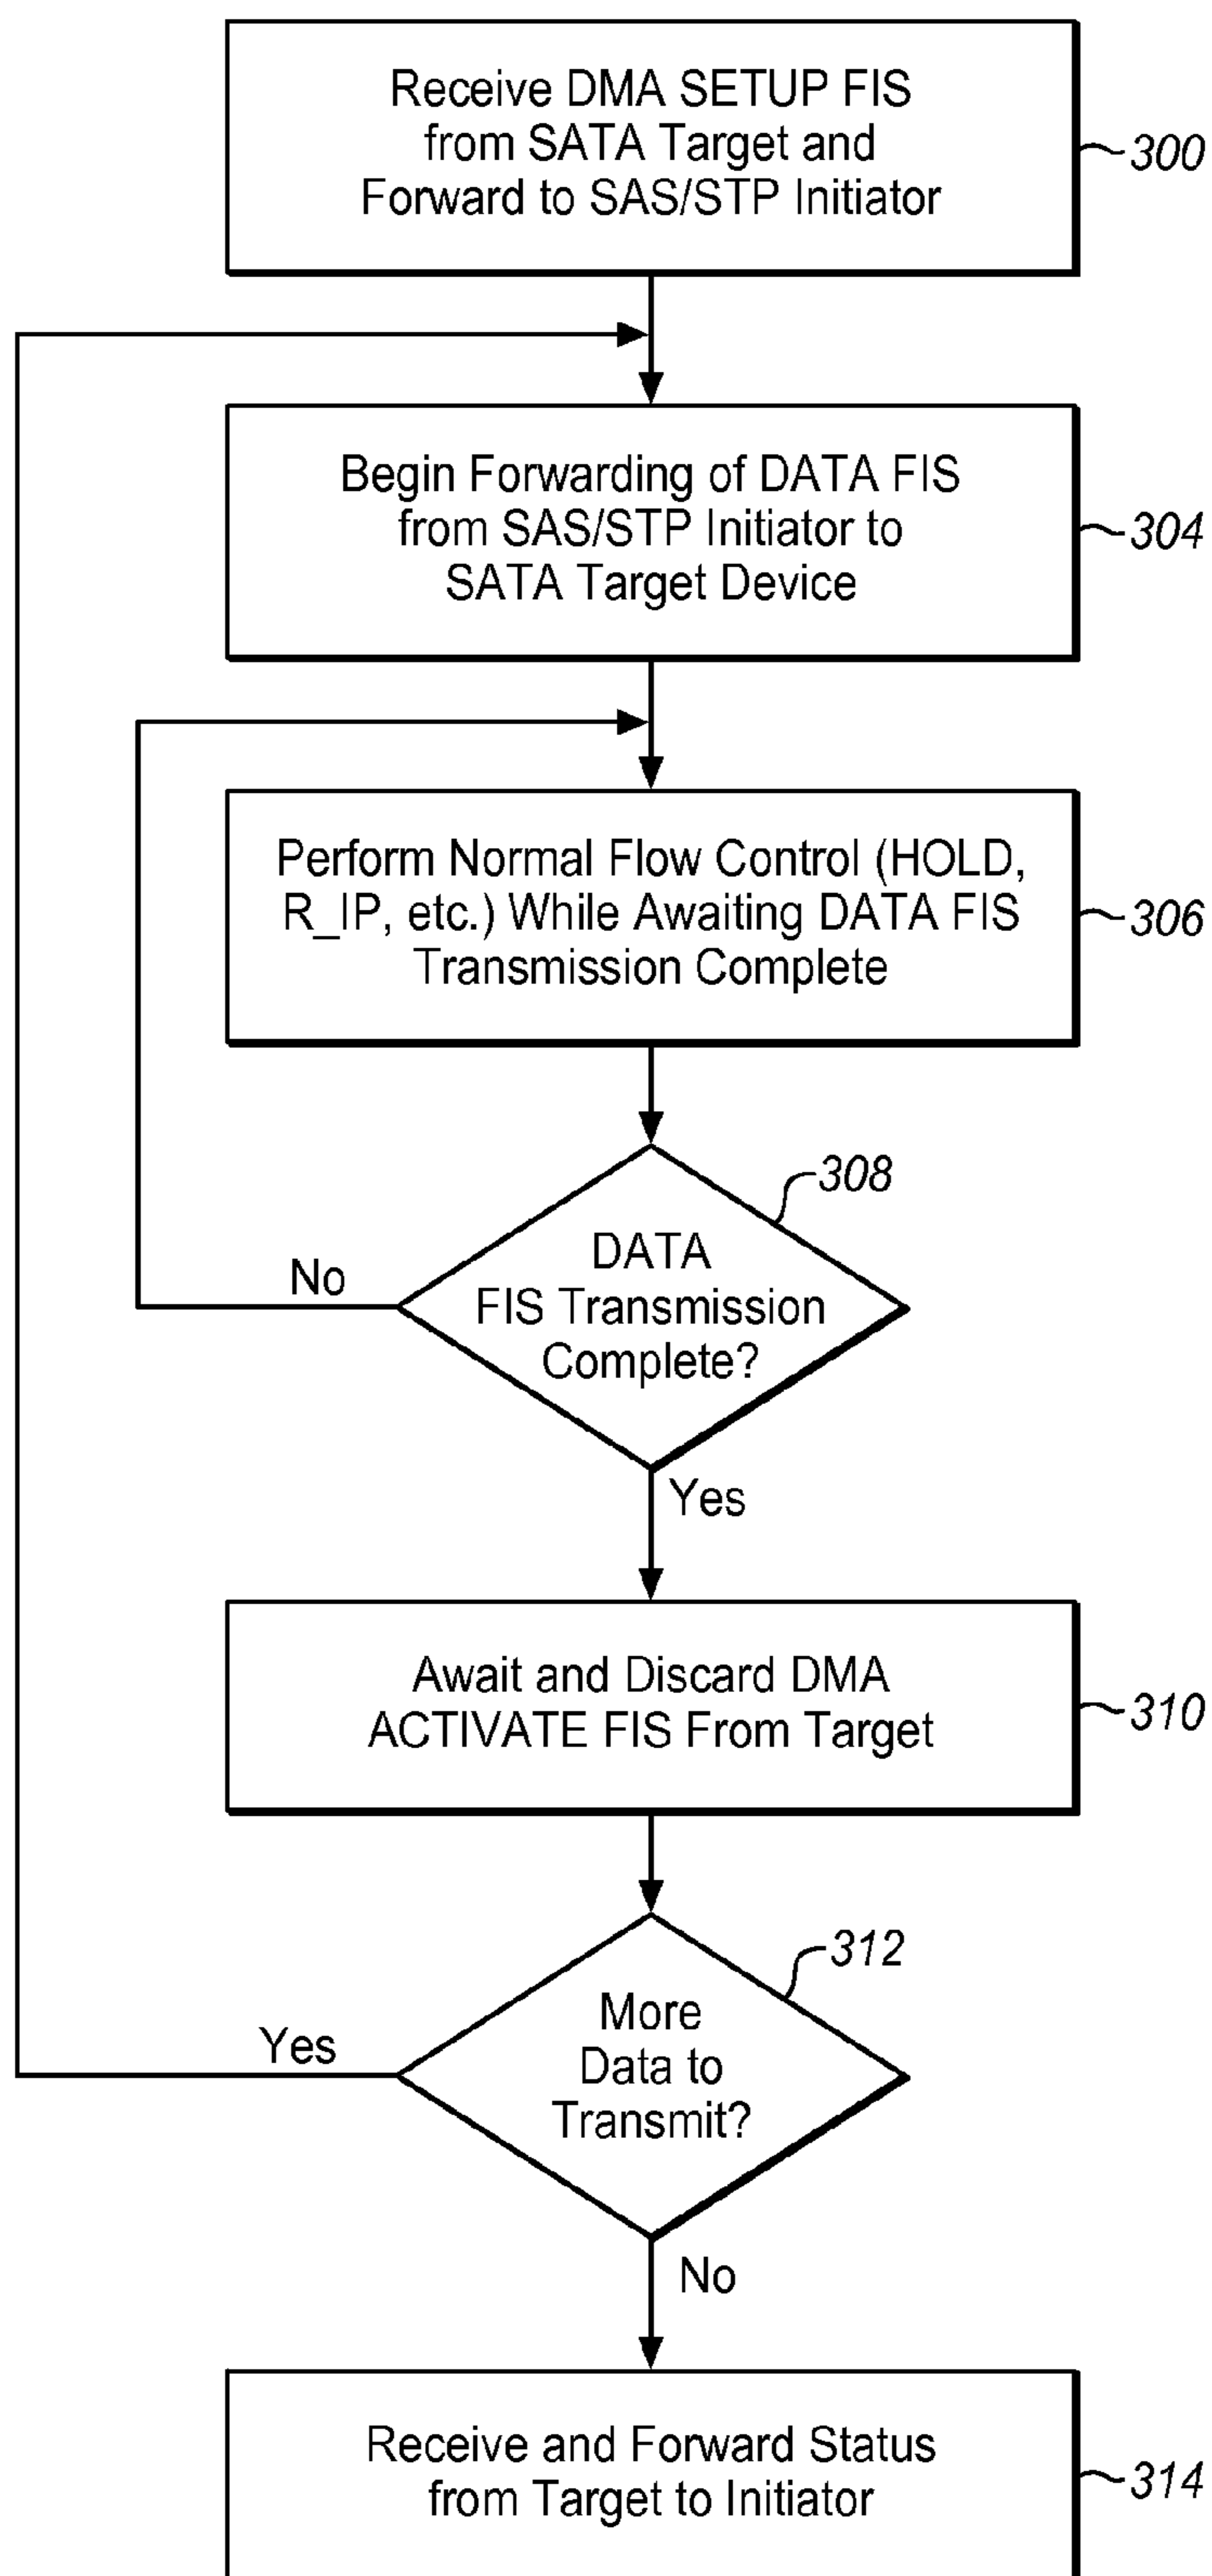 Receive DMA SETUP FIS
from SATA Target and
Forward to SAS/STP Initiator
300
Begin Forwarding of DATA FIS
from SAS/STP Initiator to
SATA Target Device
304
Perform Normal Flow Control (HOLD,
R_IP, etc.) While Awaiting DATA FIS
Transmission Complete
306
308
DATA
FIS Transmission
Complete?
No
Yes
Await and Discard DMA
ACTIVATE FIS From Target
310
312
More
Data to
Transmit?
Yes
No
Receive and Forward Status
from Target to Initiator
314